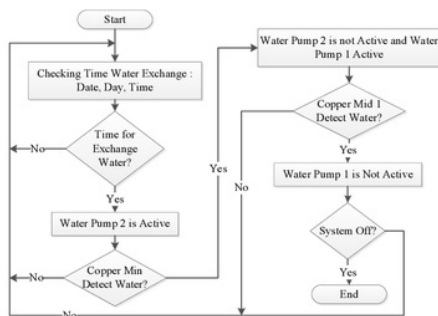 Start
Checking Time Water Exchange :
Date, Day, Time
Time for
Exchange
Water?
No
Yes
Water Pump 2 is Active
Copper Min
Detect Water?
No
Yes
Water Pump 2 is not Active and Water
Pump 1 Active
Copper Mid 1
Detect Water?
No
Yes
Water Pump 1 is Not Active
System Off?
No
Yes
End